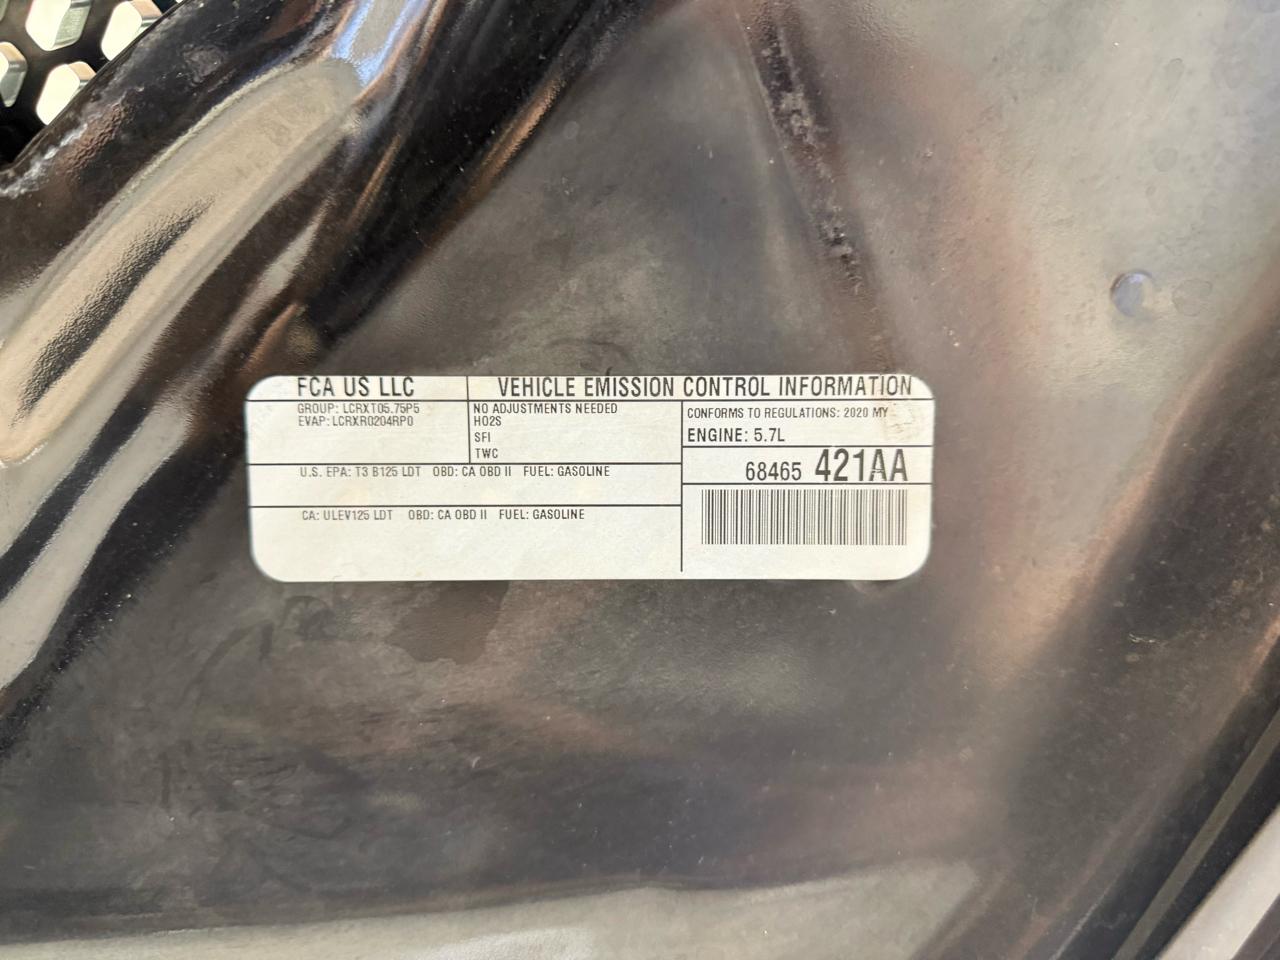 FCA US LLC
VEHICLE EMISSION CONTROL INFORMATION
GROUP: LCRXT05.75P5
EVAP: LCRXR0204RP0
NO ADJUSTMENTS NEEDED
HO2S
SFI
TWC
CONFORMS TO REGULATIONS: 2020 MY
ENGINE: 5.7L
68465 421AA
U.S. EPA: T3 B125 LDT OBD: CA OBD II FUEL: GASOLINE
CA: ULEV125 LDT OBD: CA OBD II FUEL: GASOLINE